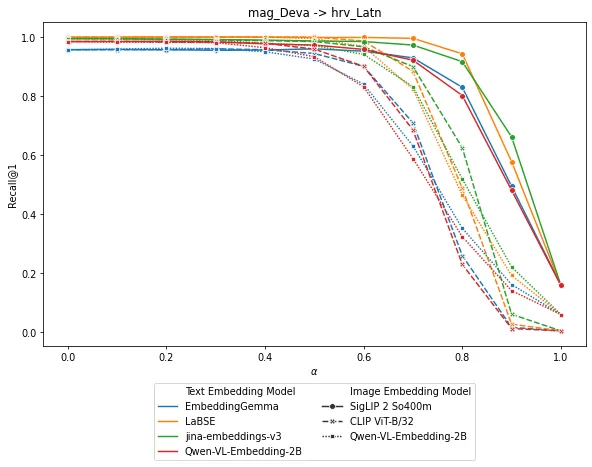 mag_Deva -> hrv_Latn
Recall@1
1.0
0.8
0.6
0.4
0.2
0.0
0.0 0.2 0.4 0.6 0.8 1.0
α
Text Embedding Model
EmbeddingGemma
LaBSE
jina-embeddings-v3
Qwen-VL-Embedding-2B
Image Embedding Model
SigLIP 2 So400m
CLIP ViT-B/32
Qwen-VL-Embedding-2B